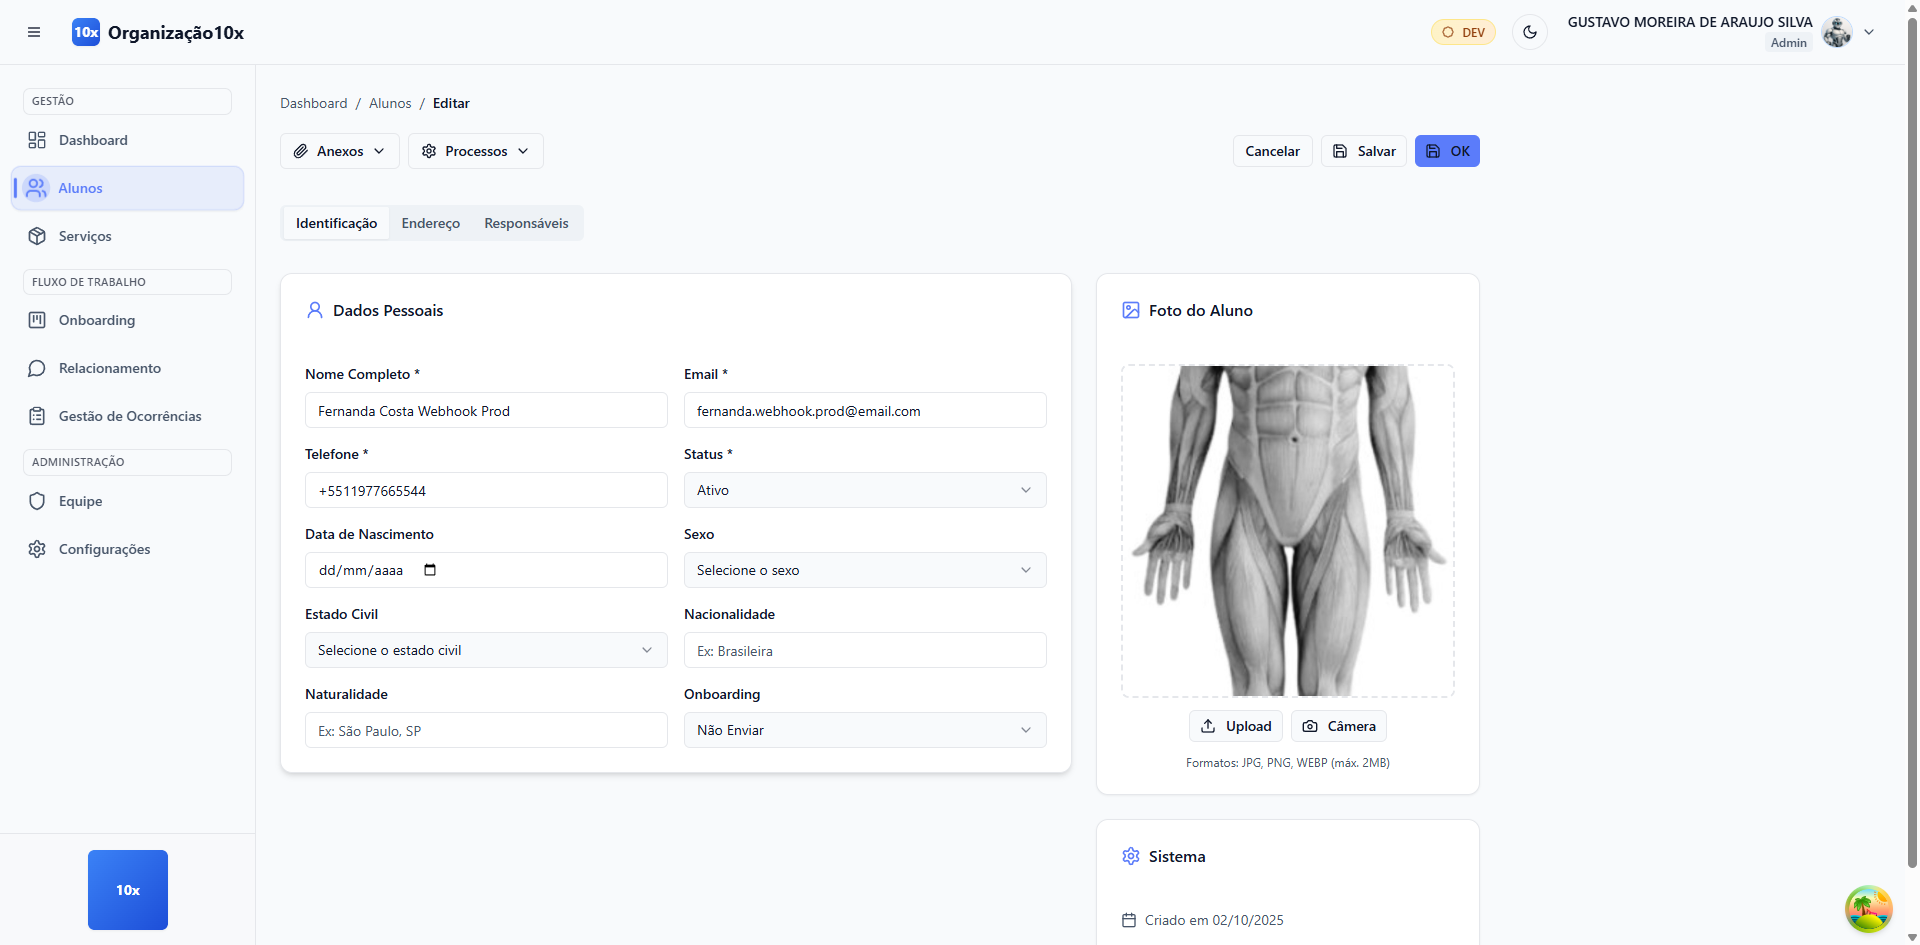 10x Organização10x
DEV
GUSTAVO MOREIRA DE ARAUJO SILVA
Admin
GESTÃO
Dashboard
Alunos
Serviços
FLUXO DE TRABALHO
Onboarding
Relacionamento
Gestão de Ocorrências
ADMINISTRAÇÃO
Equipe
Configurações
10x
Dashboard / Alunos / Editar
Anexos
Processos
Cancelar
Salvar
OK
Identificação
Endereço
Responsáveis
Dados Pessoais
Nome Completo *
Fernanda Costa Webhook Prod
Email *
fernanda.webhook.prod@email.com
Telefone *
+5511977665544
Status *
Ativo
Data de Nascimento
dd/mm/aaaa
Sexo
Selecione o sexo
Estado Civil
Selecione o estado civil
Nacionalidade
Ex: Brasileira
Naturalidade
Ex: São Paulo, SP
Onboarding
Não Enviar
Foto do Aluno
Upload
Câmera
Formatos: JPG, PNG, WEBP (máx. 2MB)
Sistema
Criado em 02/10/2025